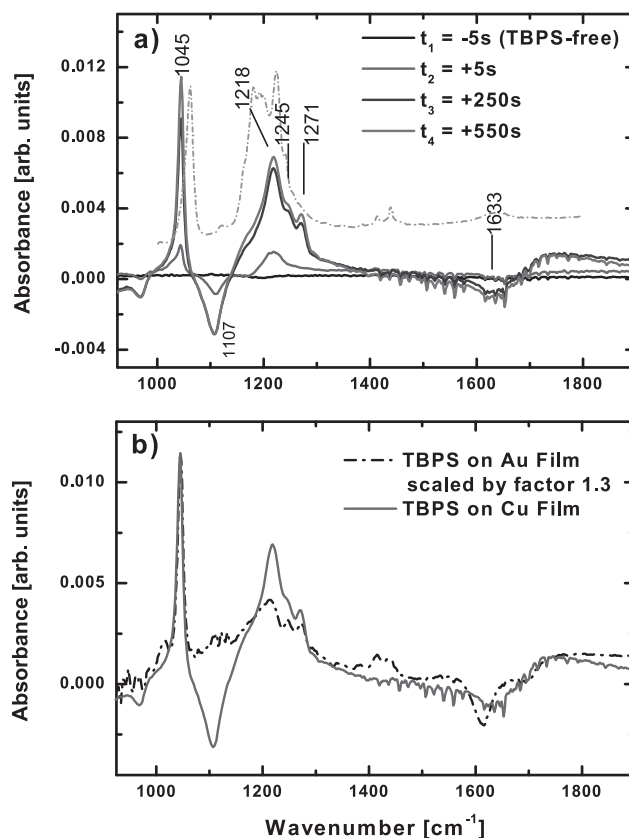 a)
t₁ = -5s (TBPS-free)
t₂ = +5s
t₃ = +250s
t₄ = +550s
1045
1218
1245
1271
1633
1107
Absorbance [arb. units]
0.012
0.008
0.004
0.000
-0.004
1000 1200 1400 1600 1800
b)
TBPS on Au Film
scaled by factor 1.3
TBPS on Cu Film
Absorbance [arb. units]
0.010
0.005
0.000
1000 1200 1400 1600 1800
Wavenumber [cm⁻¹]